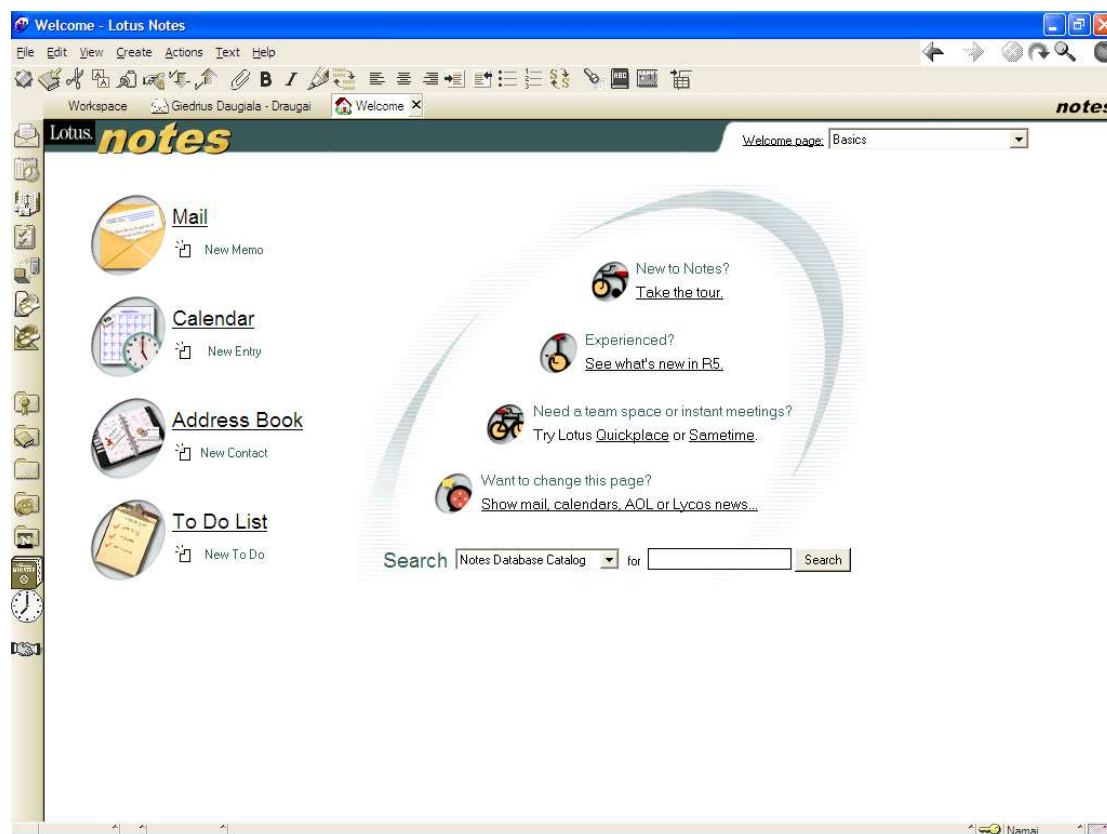 Welcome - Lotus Notes
File Edit View Create Actions Text Help
Workspace Giedrius Daugiala - Draugai Welcome notes
Lotus. notes
Welcome page: Basics
Mail
New Memo
New to Notes?
Take the tour.
Calendar
New Entry
Experienced?
See what's new in R5.
Address Book
New Contact
Need a team space or instant meetings?
Try Lotus Quickplace or Sametime.
Want to change this page?
Show mail, calendars, AOL or Lycos news...
To Do List
New To Do
Search Notes Database Catalog for Search
Namai